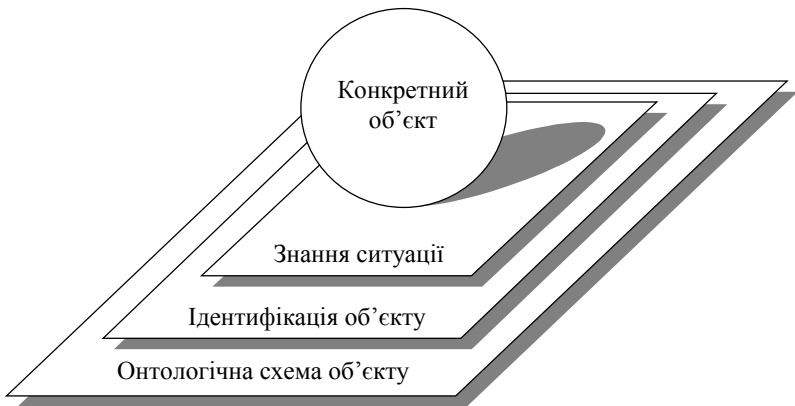 Конкретний
об’єкт
Знання ситуації
Ідентифікація об’єкту
Онтологічна схема об’єкту